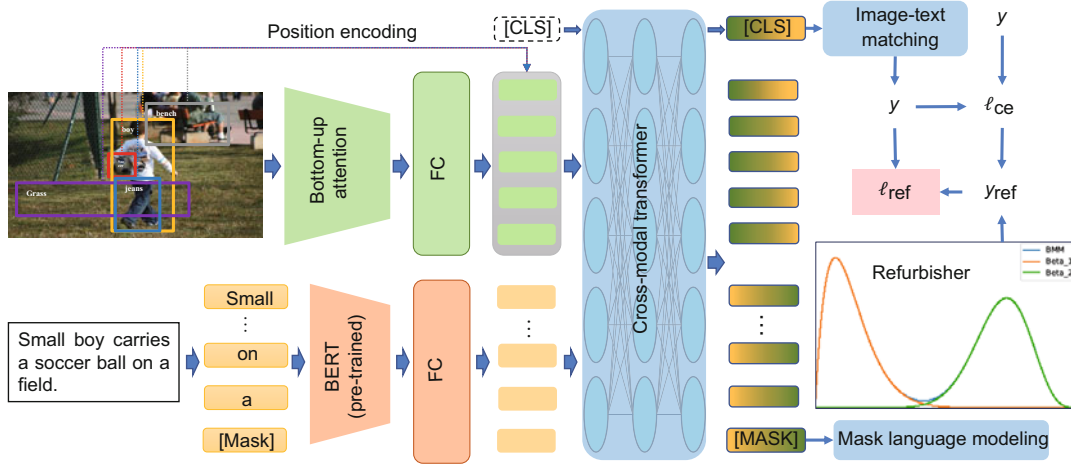 Position encoding
[CLS]
[CLS]
Image-text
matching
y
boy
bench
Grass
jeans
Bottom-up
attention
FC
Cross-modal transformer
y
ℓce
ℓref
yref
Refurbisher
BMM
Beta_1
Beta_2
Small boy carries
a soccer ball on a
field.
Small
⋮
on
a
[Mask]
BERT
(pre-trained)
FC
⋮
⋮
[MASK]
Mask language modeling